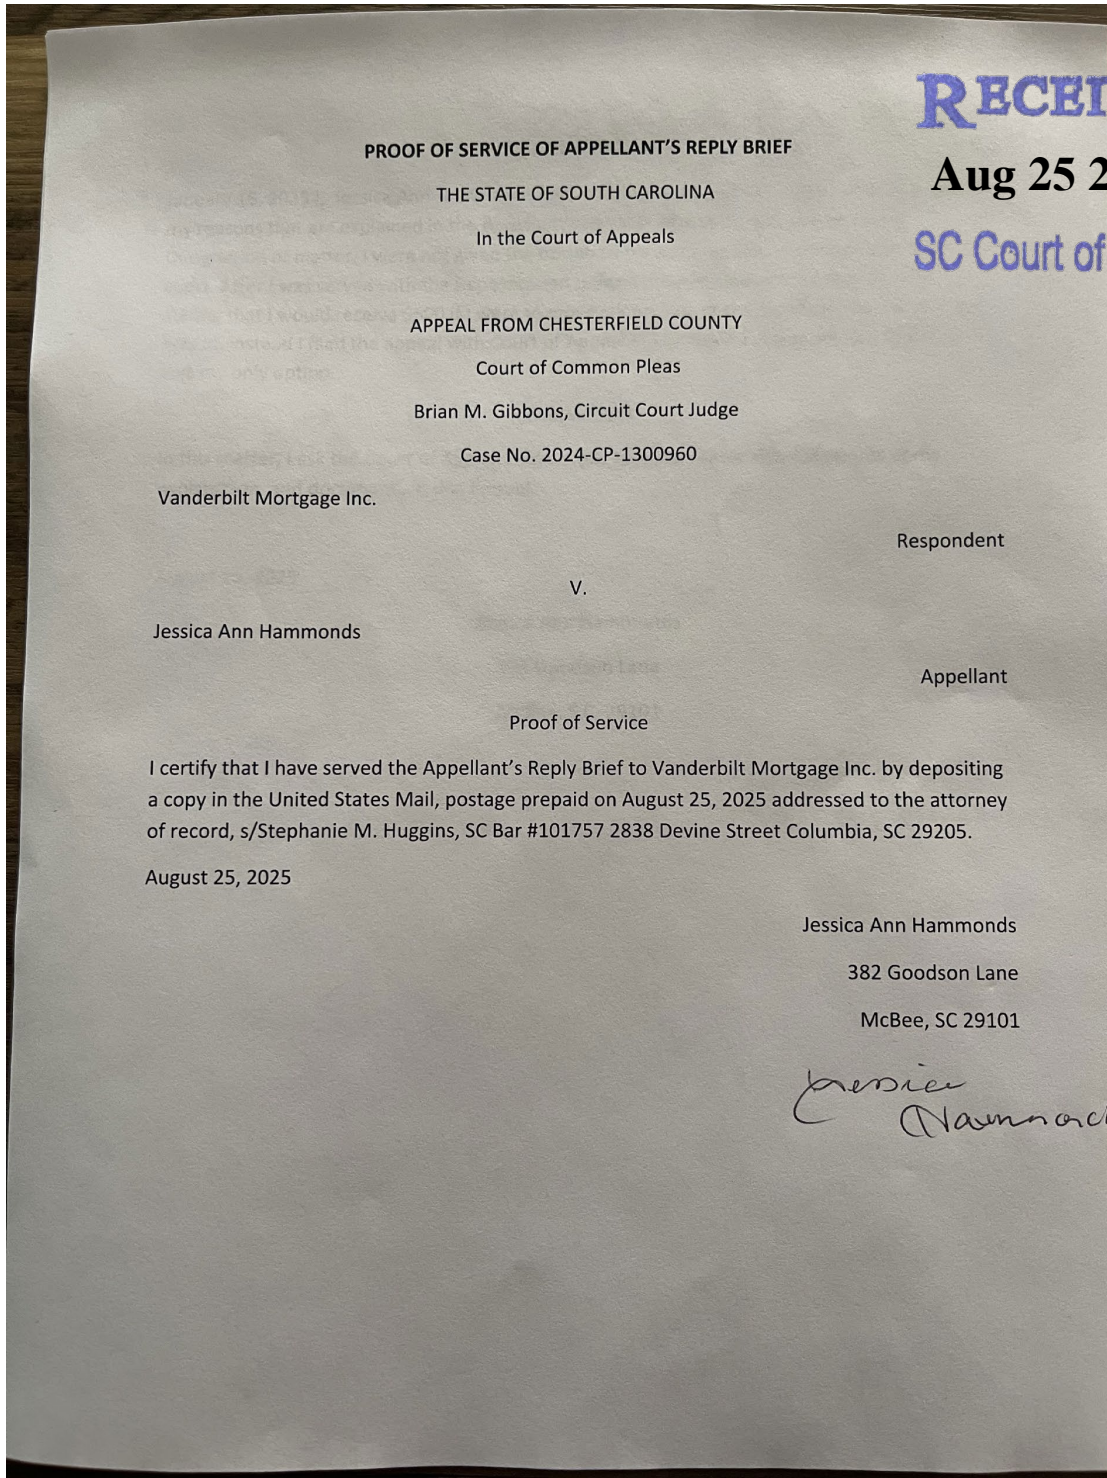 RECEI
PROOF OF SERVICE OF APPELLANT'S REPLY BRIEF
Aug 25 2
THE STATE OF SOUTH CAROLINA
In the Court of Appeals
SC Court of
APPEAL FROM CHESTERFIELD COUNTY
Court of Common Pleas
Brian M. Gibbons, Circuit Court Judge
Case No. 2024-CP-1300960
Vanderbilt Mortgage Inc.
Respondent
V.
Jessica Ann Hammonds
Appellant
Proof of Service
I certify that I have served the Appellant's Reply Brief to Vanderbilt Mortgage Inc. by depositing
a copy in the United States Mail, postage prepaid on August 25, 2025 addressed to the attorney
of record, s/Stephanie M. Huggins, SC Bar #101757 2838 Devine Street Columbia, SC 29205.
August 25, 2025
Jessica Ann Hammonds
382 Goodson Lane
McBee, SC 29101
Jessica
Hammond